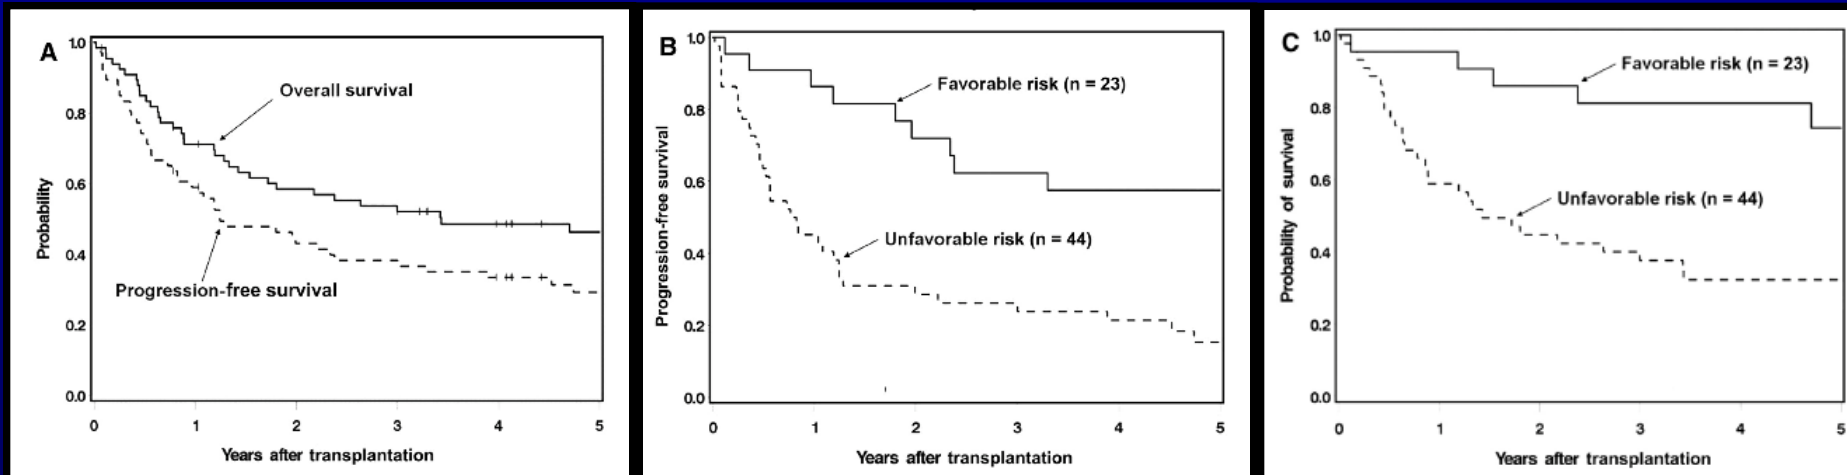 A
1.0
0.8
0.6
0.4
0.2
0.0
Probability
Overall survival
Progression-free survival
0 1 2 3 4 5
Years after transplantation
B
1.0
0.8
0.6
0.4
0.2
0.0
Progression-free survival
Favorable risk (n = 23)
Unfavorable risk (n = 44)
0 1 2 3 4 5
Years after transplantation
C
1.0
0.8
0.6
0.4
0.2
0.0
Probability of survival
Favorable risk (n = 23)
Unfavorable risk (n = 44)
0 1 2 3 4 5
Years after transplantation